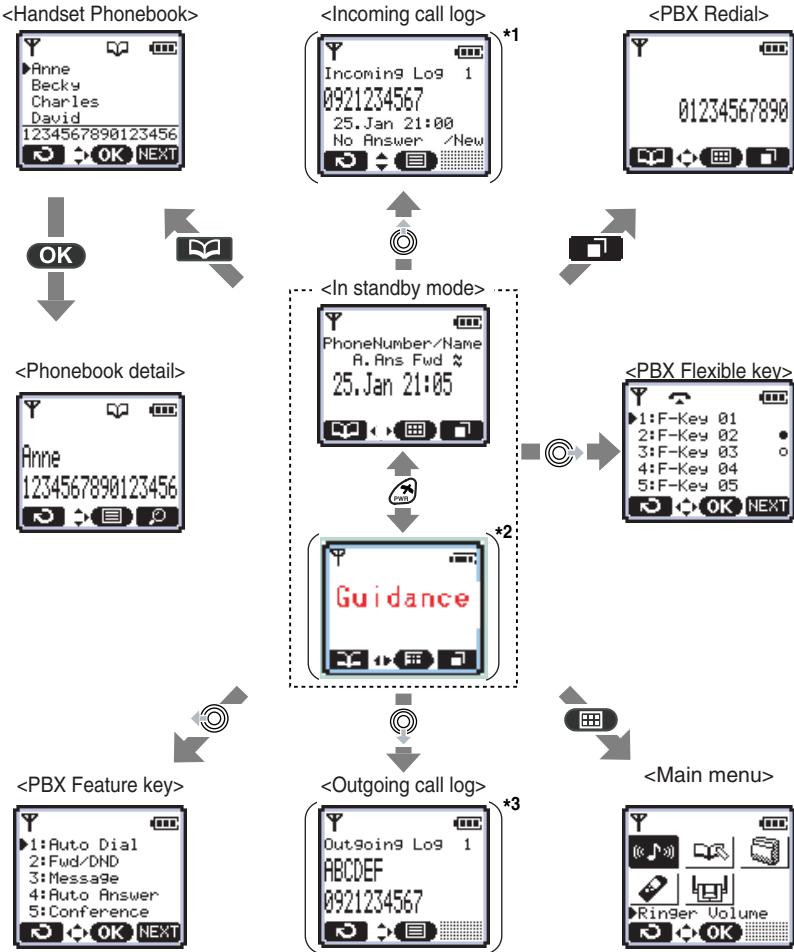 <Handset Phonebook>
Anne
Becky
Charles
David
1234567890123456
OK NEXT
<Incoming call log>
*1
Incoming Log 1
0921234567
25.Jan 21:00
No Answer /New
<PBX Redial>
01234567890
OK
<Phonebook detail>
Anne
1234567890123456
<In standby mode>
PhoneNumber/Name
A.Ans Fwd
25.Jan 21:05
PWR
*2
Guidance
<PBX Flexible key>
1:F-Key 01
2:F-Key 02
3:F-Key 03
4:F-Key 04
5:F-Key 05
OK NEXT
<PBX Feature key>
1:Auto Dial
2:Fwd/DND
3:Message
4:Auto Answer
5:Conference
OK NEXT
<Outgoing call log>
*3
Outgoing Log 1
ABCDEF
0921234567
<Main menu>
Ringer Volume
OK